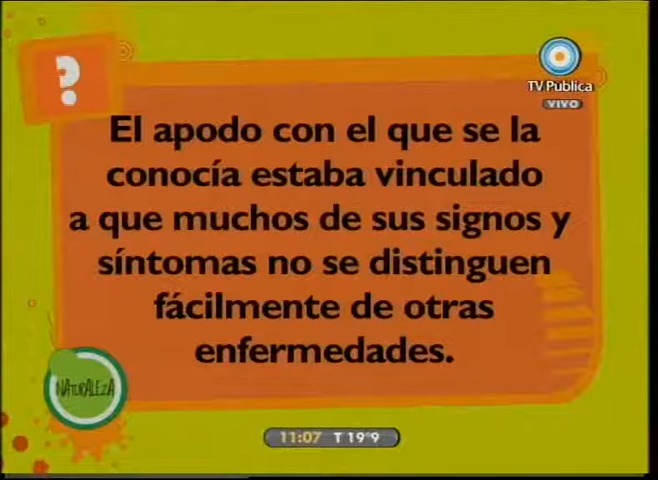 ?
TV Publica
VIVO
El apodo con el que se la
conocía estaba vinculado
a que muchos de sus signos y
síntomas no se distinguen
fácilmente de otras
enfermedades.
NATURALEZA
11:07 T 19°9